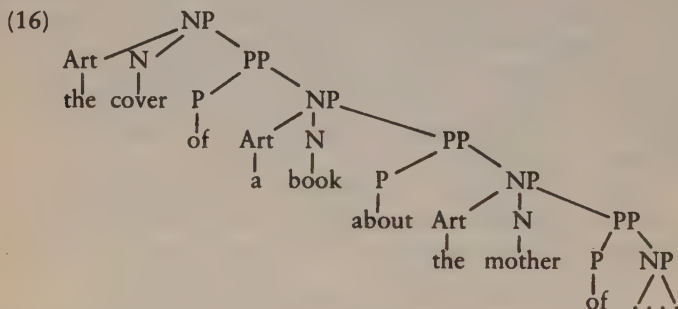 (16) NP
Art N PP
the cover P NP
of Art N PP
a book P NP
about Art N PP
the mother P NP
of ....